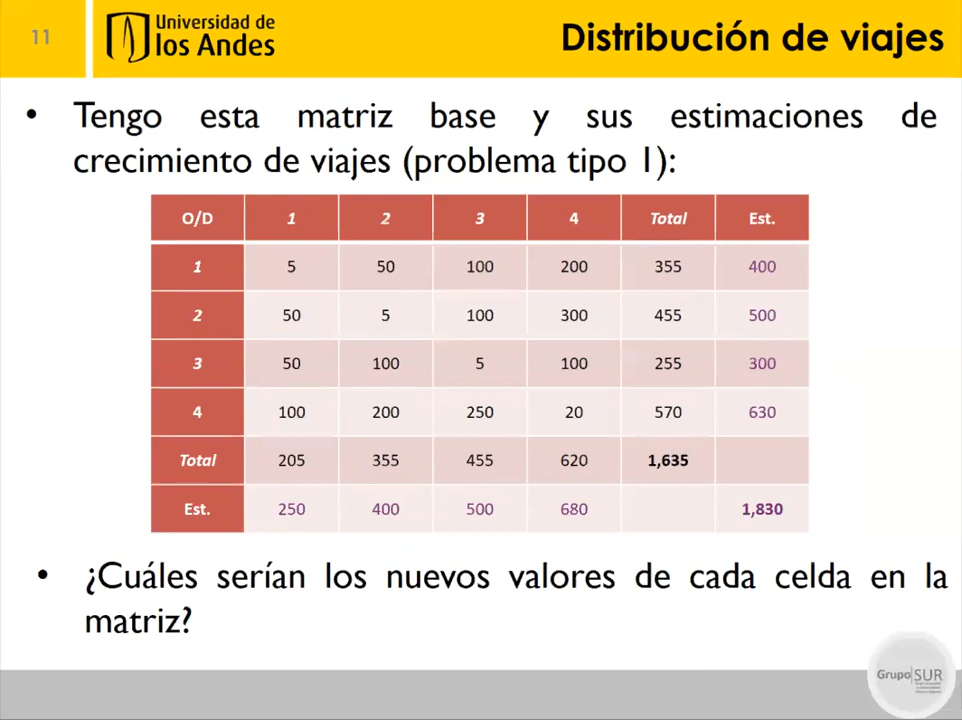 11
Universidad de
los Andes
Distribución de viajes
• Tengo esta matriz base y sus estimaciones de
crecimiento de viajes (problema tipo 1):
O/D 1 2 3 4 Total Est.
1 5 50 100 200 355 400
2 50 5 100 300 455 500
3 50 100 5 100 255 300
4 100 200 250 20 570 630
Total 205 355 455 620 1,635
Est. 250 400 500 680 1,830
• ¿Cuáles serían los nuevos valores de cada celda en la
matriz?
Grupo SUR